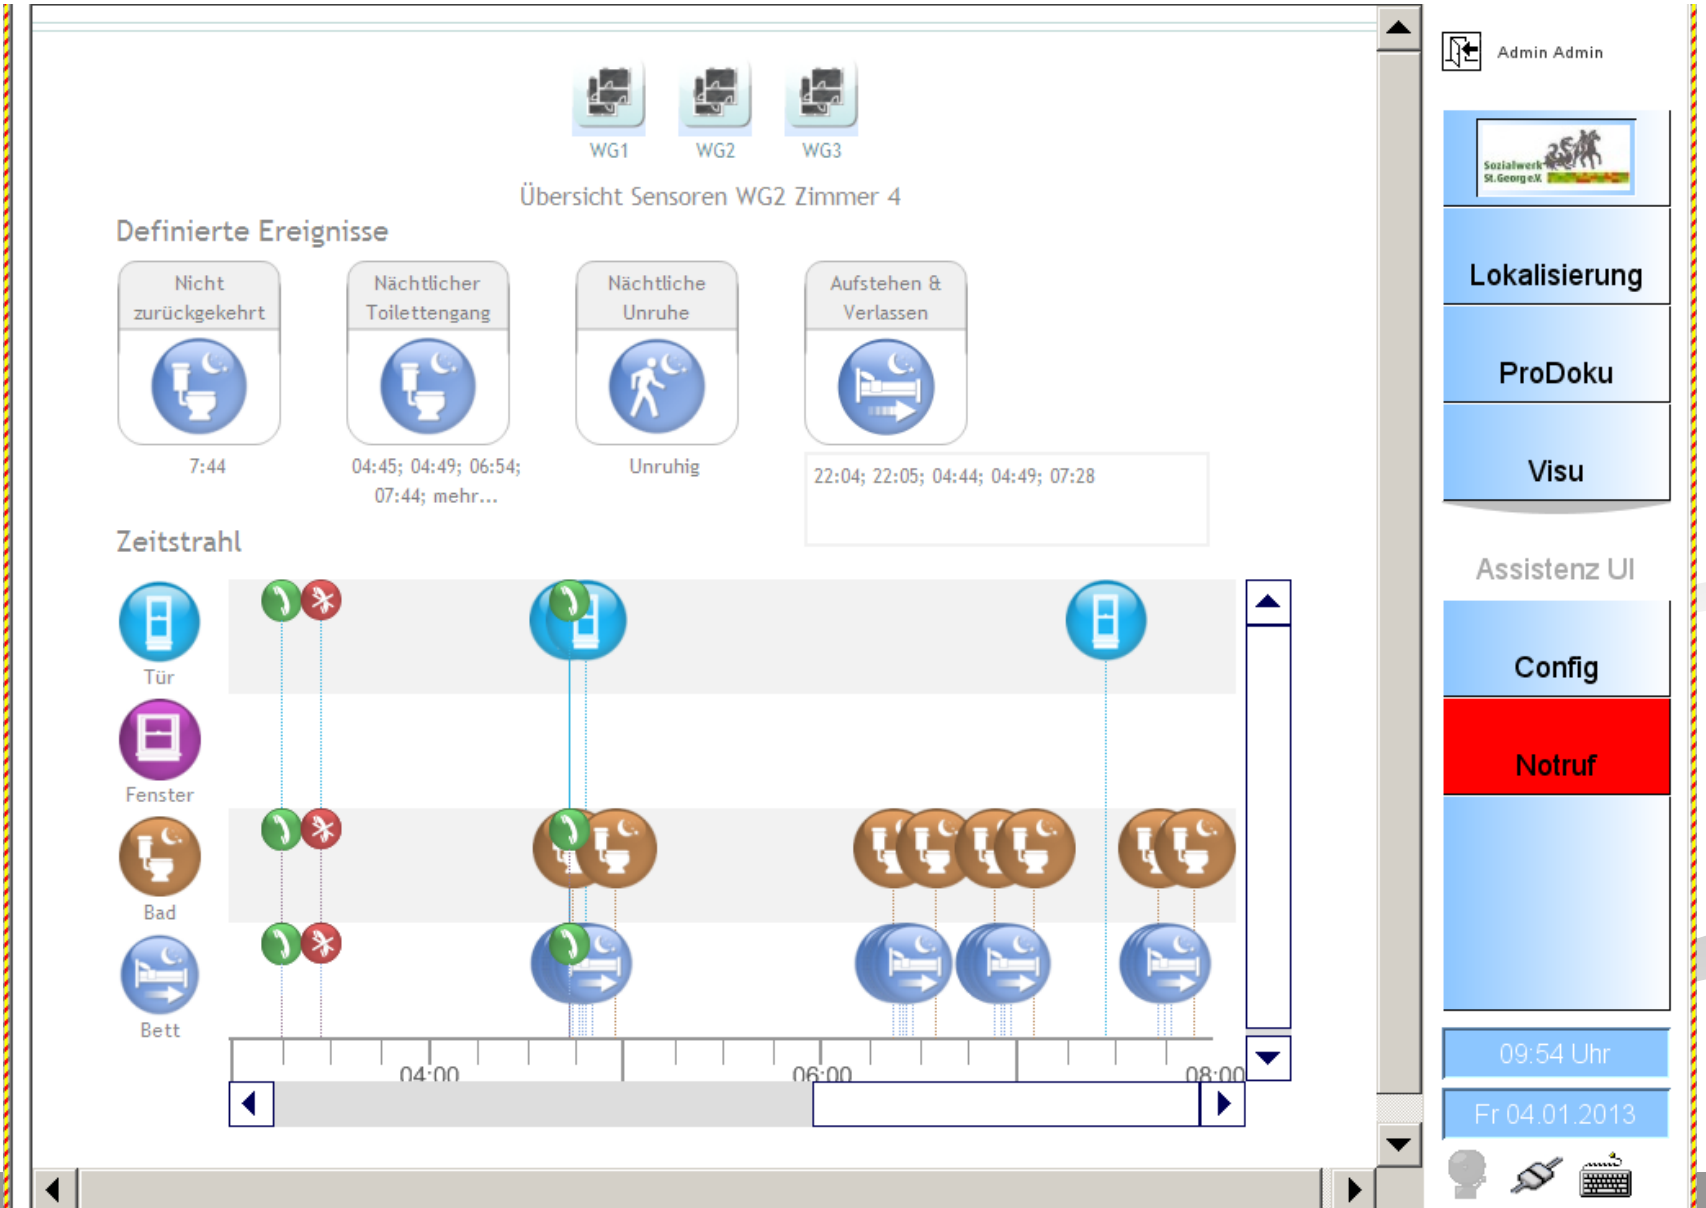 Admin Admin
WG1 WG2 WG3
Übersicht Sensoren WG2 Zimmer 4
Definierte Ereignisse
Nicht
zurückgekehrt
7:44
Nächtlicher
Toilettengang
04:45; 04:49; 06:54;
07:44; mehr...
Nächtliche
Unruhe
Unruhig
Aufstehen &
Verlassen
22:04; 22:05; 04:44; 04:49; 07:28
Zeitstrahl
Tür
Fenster
Bad
Bett
04:00 06:00 08:00
Sozialwerk
St. Georg e.V.
Lokalisierung
ProDoku
Visu
Assistenz UI
Config
Notruf
09:54 Uhr
Fr 04.01.2013